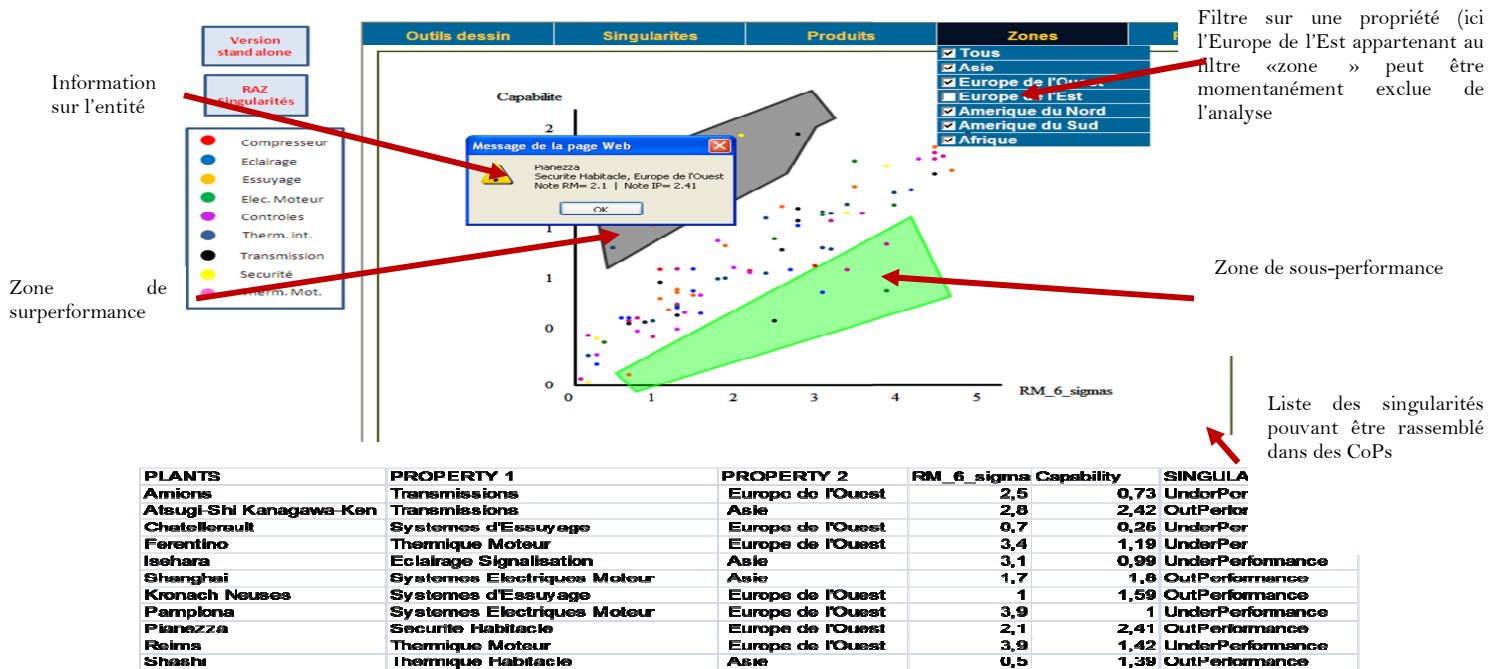 Version
stand alone
RAZ
Singularités
Compresseur
Eclairage
Essuyage
Elec. Moteur
Contrôles
Therm. int.
Transmission
Securité
Therm. Mot.
Information
sur l'entité
Zone de
surperformance
Outils dessin Singularites Produits Zones
Tous
Asie
Europe de l'Ouest
Europe de l'Est
Amerique du Nord
Amerique du Sud
Afrique
Capabilite
2
1
1
0
0
0 1 2 3 4 5
RM_6_sigmas
Message de la page Web
Pianezza
Securite Habitacle, Europe de l'Ouest
Note RM= 2.1 | Note IP= 2.41
OK
Filtre sur une propriété (ici
l'Europe de l'Est appartenant au
filtre «zone » peut être
momentanément exclue de
l'analyse
Zone de sous-performance
Liste des singularités
pouvant être rassemblé
dans des CoPs
PLANTS PROPERTY 1 PROPERTY 2 RM_6_sigma Capability SINGULA
Amiens Transmissions Europe de l'Ouest 2,5 0,73 UnderPer
Atsugi-Shi Kanagawa-Ken Transmissions Asie 2,8 2,42 OutPerfor
Chatellerault Systemes d'Essuyage Europe de l'Ouest 0,7 0,25 UnderPer
Ferentino Thermique Moteur Europe de l'Ouest 3,4 1,19 UnderPer
Isehara Eclairage Signalisation Asie 3,1 0,99 UnderPerformance
Shanghai Systemes Electriques Moteur Asie 1,7 1,8 OutPerformance
Kronach Neuses Systemes d'Essuyage Europe de l'Ouest 1 1,59 OutPerformance
Pamplona Systemes Electriques Moteur Europe de l'Ouest 3,9 1 UnderPerformance
Pianezza Securite Habitacle Europe de l'Ouest 2,1 2,41 OutPerformance
Reims Thermique Moteur Europe de l'Ouest 3,9 1,42 UnderPerformance
Shashi Thermique Habitacle Asie 0,5 1,39 OutPerformance